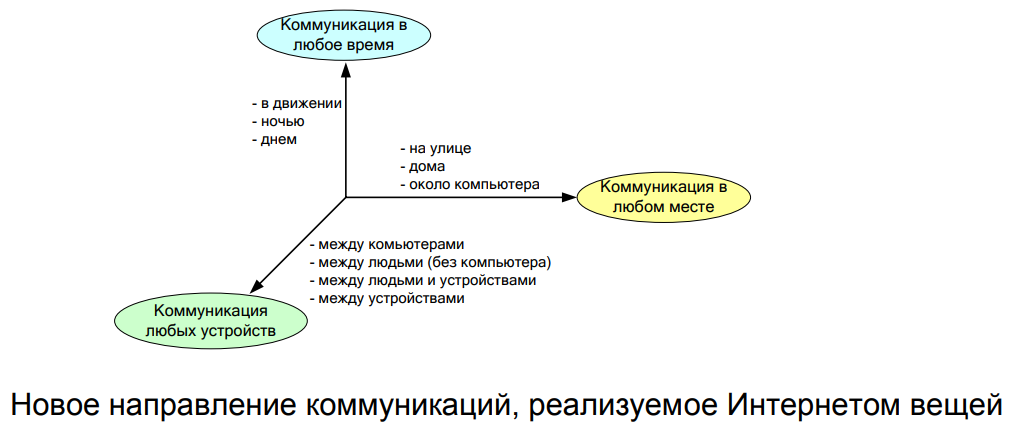 Коммуникация в
любое время
- в движении
- ночью
- днем
- на улице
- дома
- около компьютера
Коммуникация в
любом месте
- между комьютерами
- между людьми (без компьютера)
- между людьми и устройствами
- между устройствами
Коммуникация
любых устройств
Новое направление коммуникаций, реализуемое Интернетом вещей